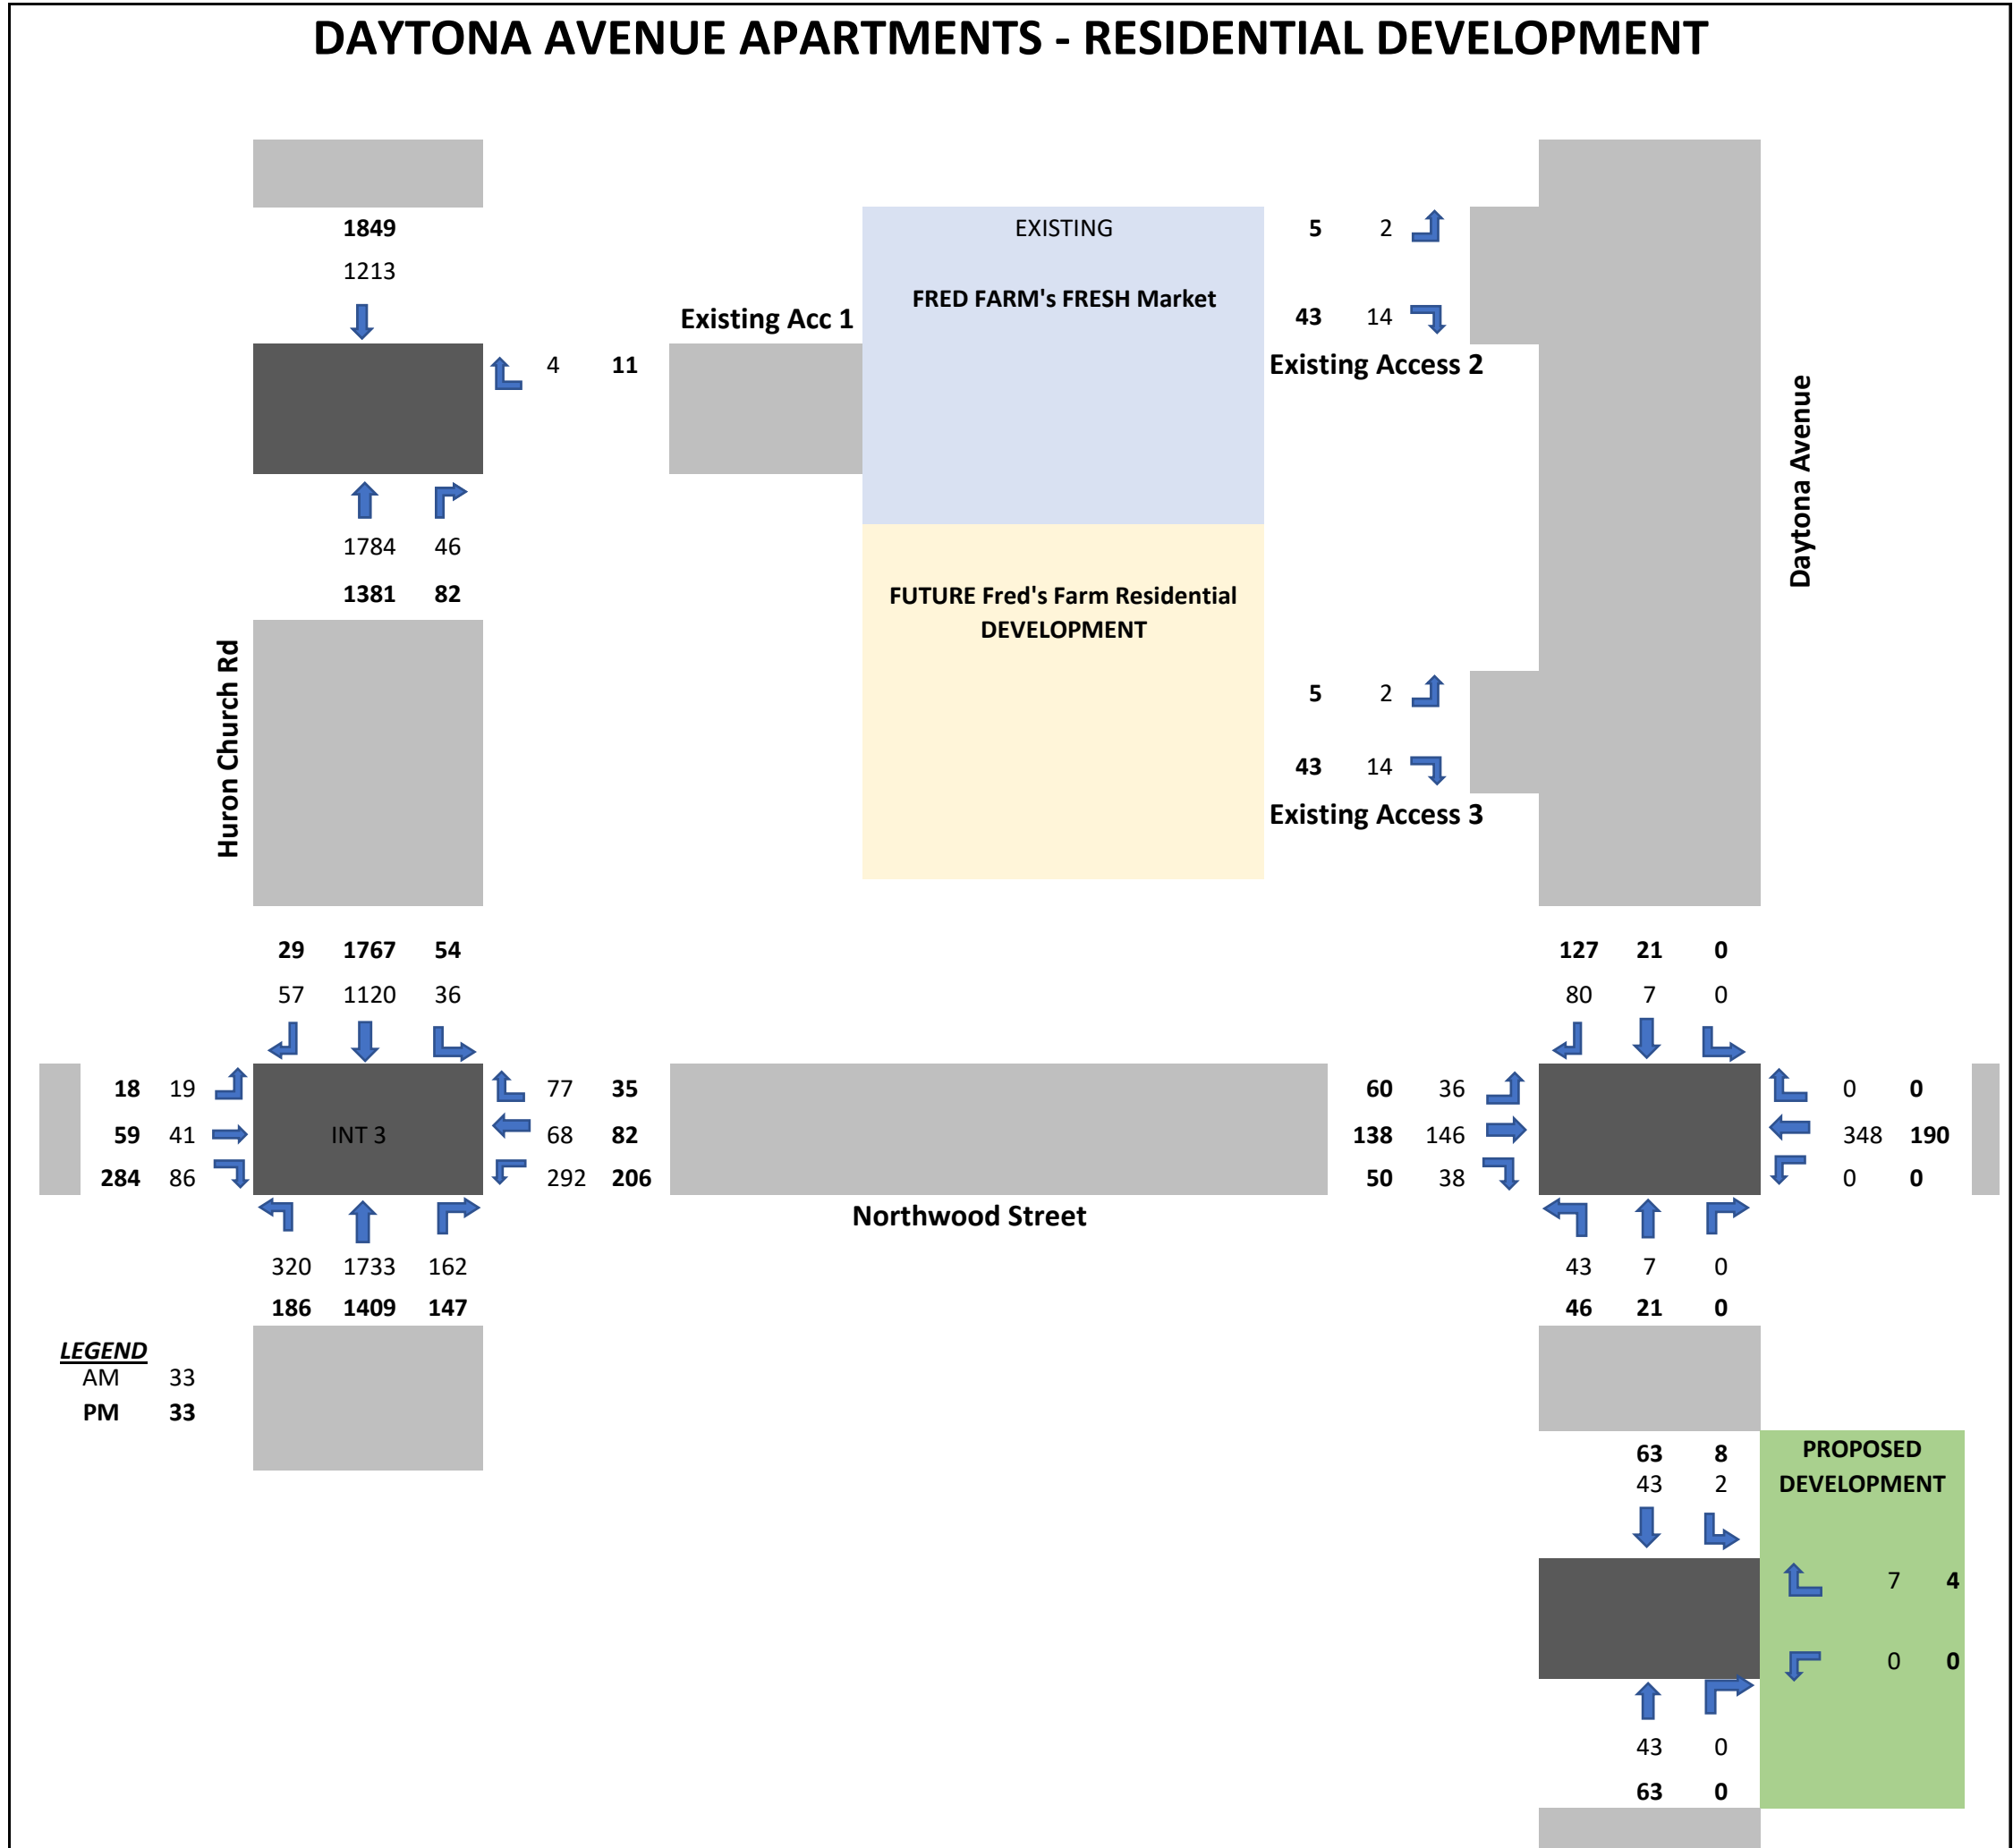 DAYTONA AVENUE APARTMENTS - RESIDENTIAL DEVELOPMENT
1849
1213
EXISTING
5 2
FRED FARM's FRESH Market
Existing Acc 1
43 14
4 11
Existing Access 2
Daytona Avenue
1784 46
1381 82
FUTURE Fred's Farm Residential
DEVELOPMENT
Huron Church Rd
5 2
43 14
Existing Access 3
29 1767 54
127 21 0
57 1120 36
80 7 0
18 19
77 35
60 36
0 0
59 41
INT 3
68 82
138 146
348 190
284 86
292 206
50 38
0 0
Northwood Street
320 1733 162
43 7 0
186 1409 147
46 21 0
LEGEND
AM 33
PM 33
63 8
PROPOSED
43 2
DEVELOPMENT
7 4
0 0
43 0
63 0